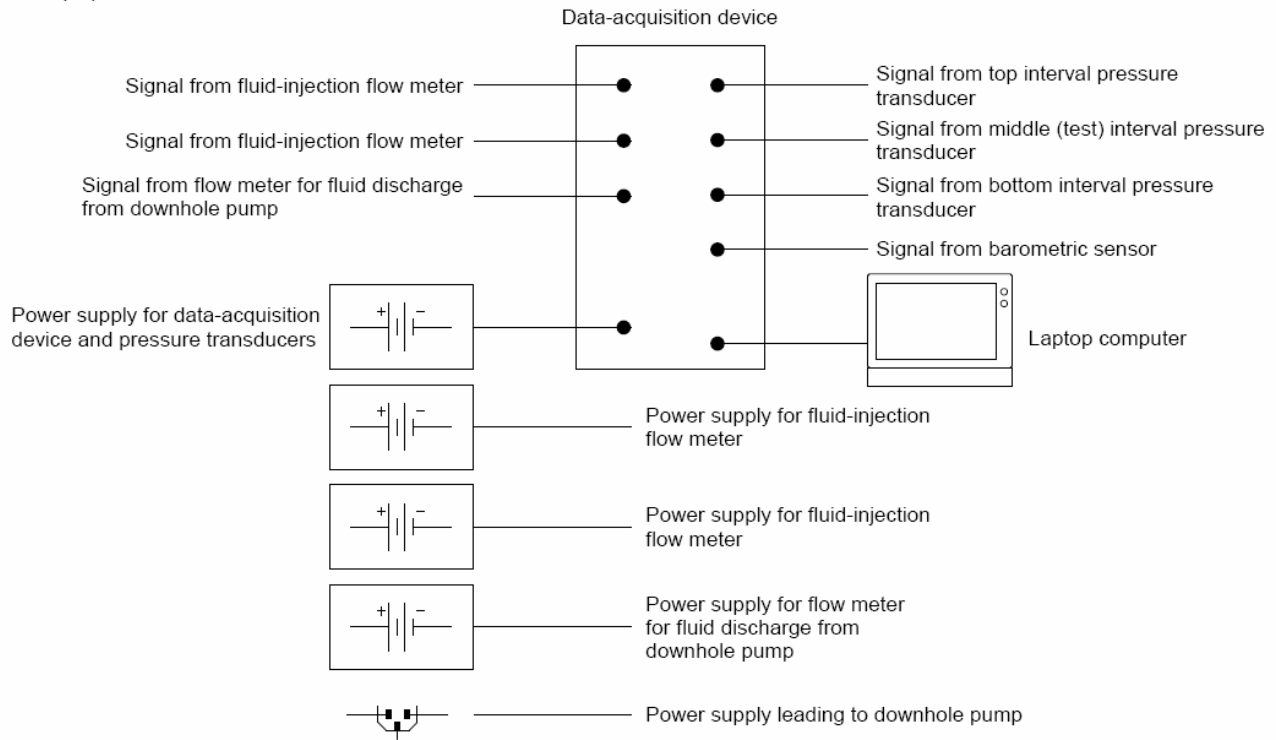 Data-acquisition device
Signal from fluid-injection flow meter
Signal from fluid-injection flow meter
Signal from flow meter for fluid discharge
from downhole pump
Signal from top interval pressure
transducer
Signal from middle (test) interval pressure
transducer
Signal from bottom interval pressure
transducer
Signal from barometric sensor
Power supply for data-acquisition
device and pressure transducers
+ −
Laptop computer
+ −
Power supply for fluid-injection
flow meter
+ −
Power supply for fluid-injection
flow meter
+ −
Power supply for flow meter
for fluid discharge from
downhole pump
Power supply leading to downhole pump